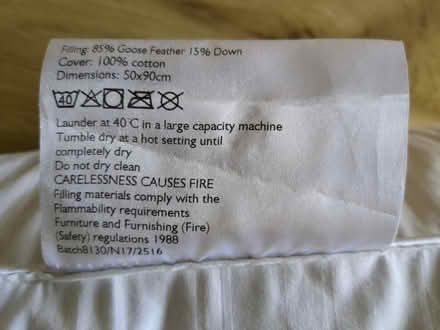 Filling: 85% Goose Feather 15% Down
Cover: 100% cotton
Dimensions: 50x90cm
40
Launder at 40°C in a large capacity machine
Tumble dry at a hot setting until
completely dry
Do not dry clean
CARELESSNESS CAUSES FIRE
Filling materials comply with the
Flammability requirements
Furniture and Furnishing (Fire)
(Safety) regulations 1988
Batch8130/N17/2516